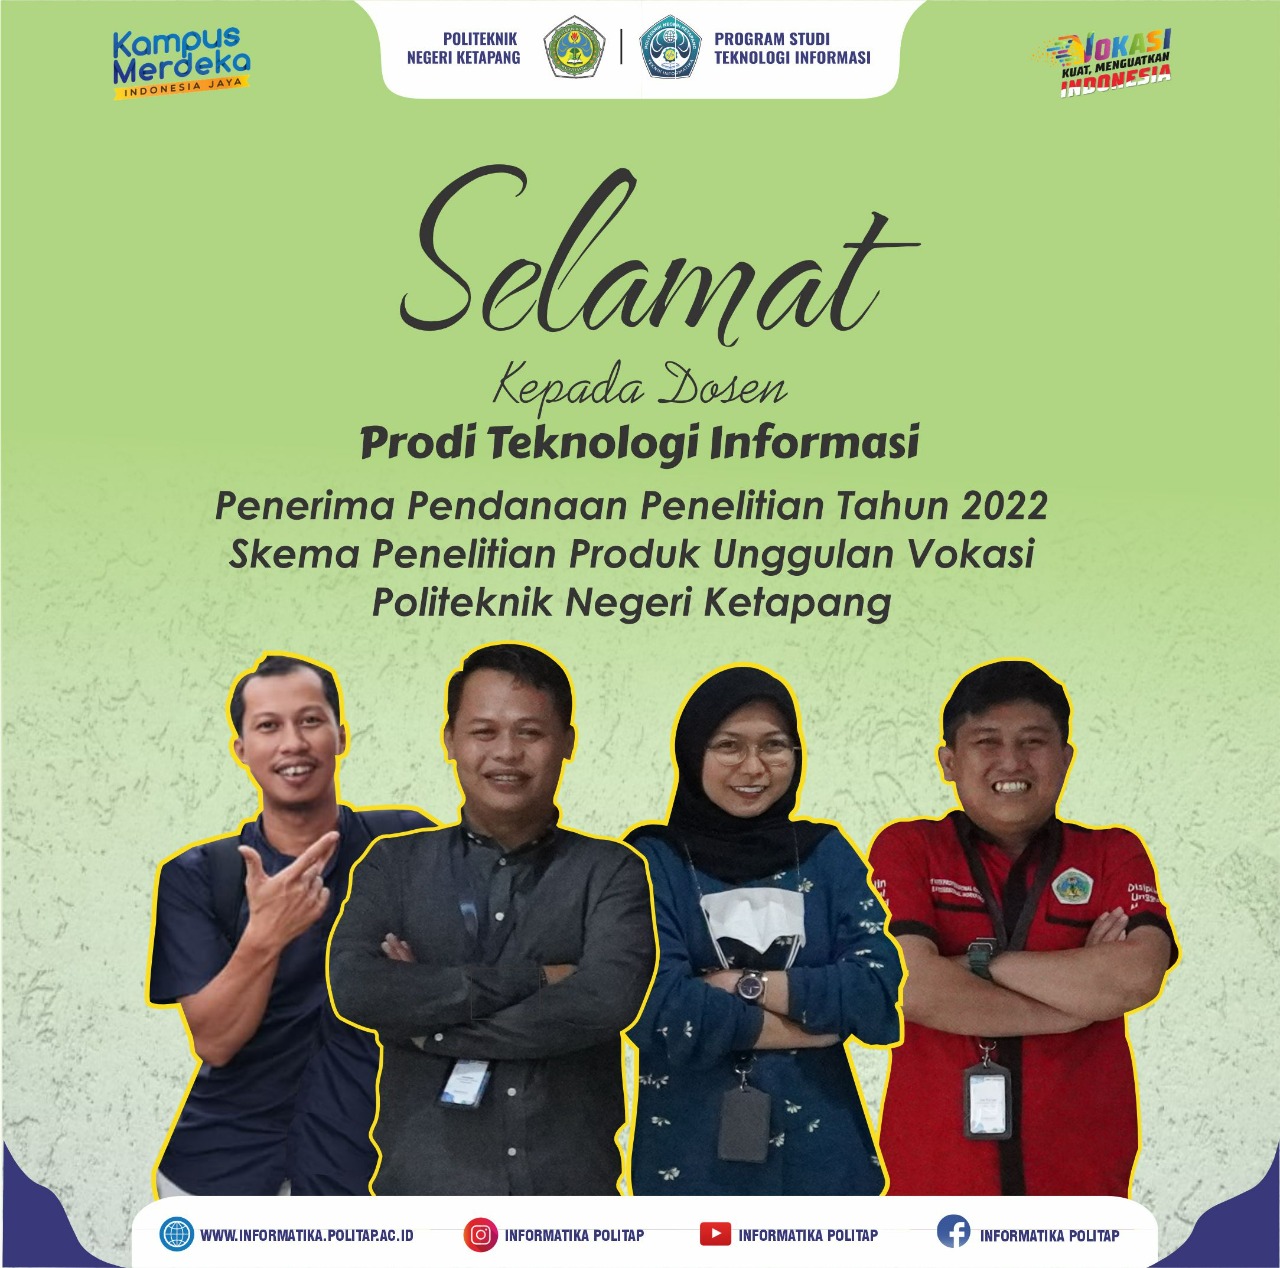 Kampus
Merdeka
INDONESIA JAYA
POLITEKNIK
NEGERI KETAPANG
PROGRAM STUDI
TEKNOLOGI INFORMASI
VOKASI
KUAT, MENGUATKAN
INDONESIA
Selamat
Kepada Dosen
Prodi Teknologi Informasi
Penerima Pendanaan Penelitian Tahun 2022
Skema Penelitian Produk Unggulan Vokasi
Politeknik Negeri Ketapang
WWW.INFORMATIKA.POLITAP.AC.ID
INFORMATIKA POLITAP
INFORMATIKA POLITAP
INFORMATIKA POLITAP